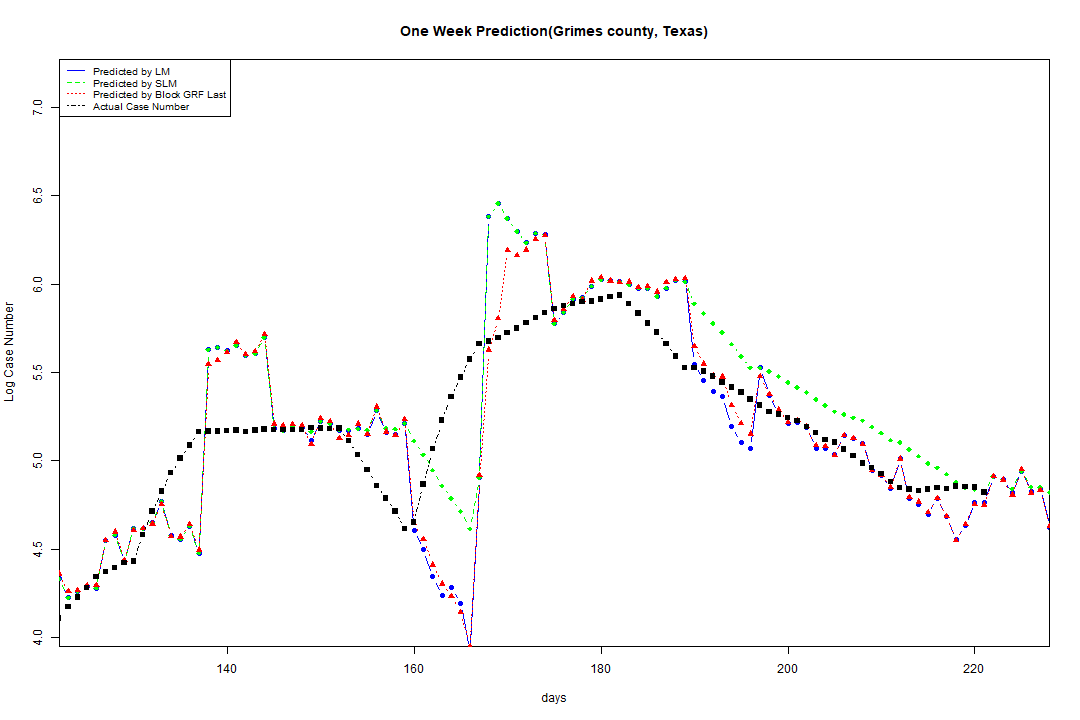 One Week Prediction(Grimes county, Texas)
Predicted by LM
Predicted by SLM
Predicted by Block GRF Last
Actual Case Number
7.0
6.5
6.0
5.5
5.0
4.5
4.0
Log Case Number
140 160 180 200 220
days